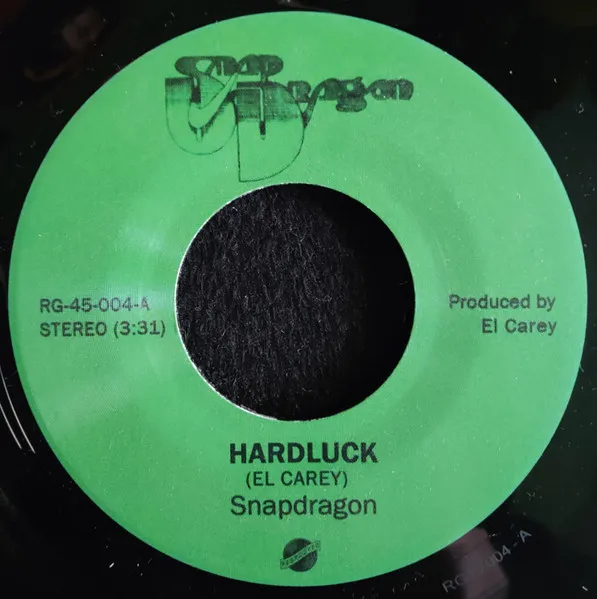 Snap Dragon
RG-45-004-A
STEREO (3:31)
Produced by
El Carey
HARDLUCK
(EL CAREY)
Snapdragon